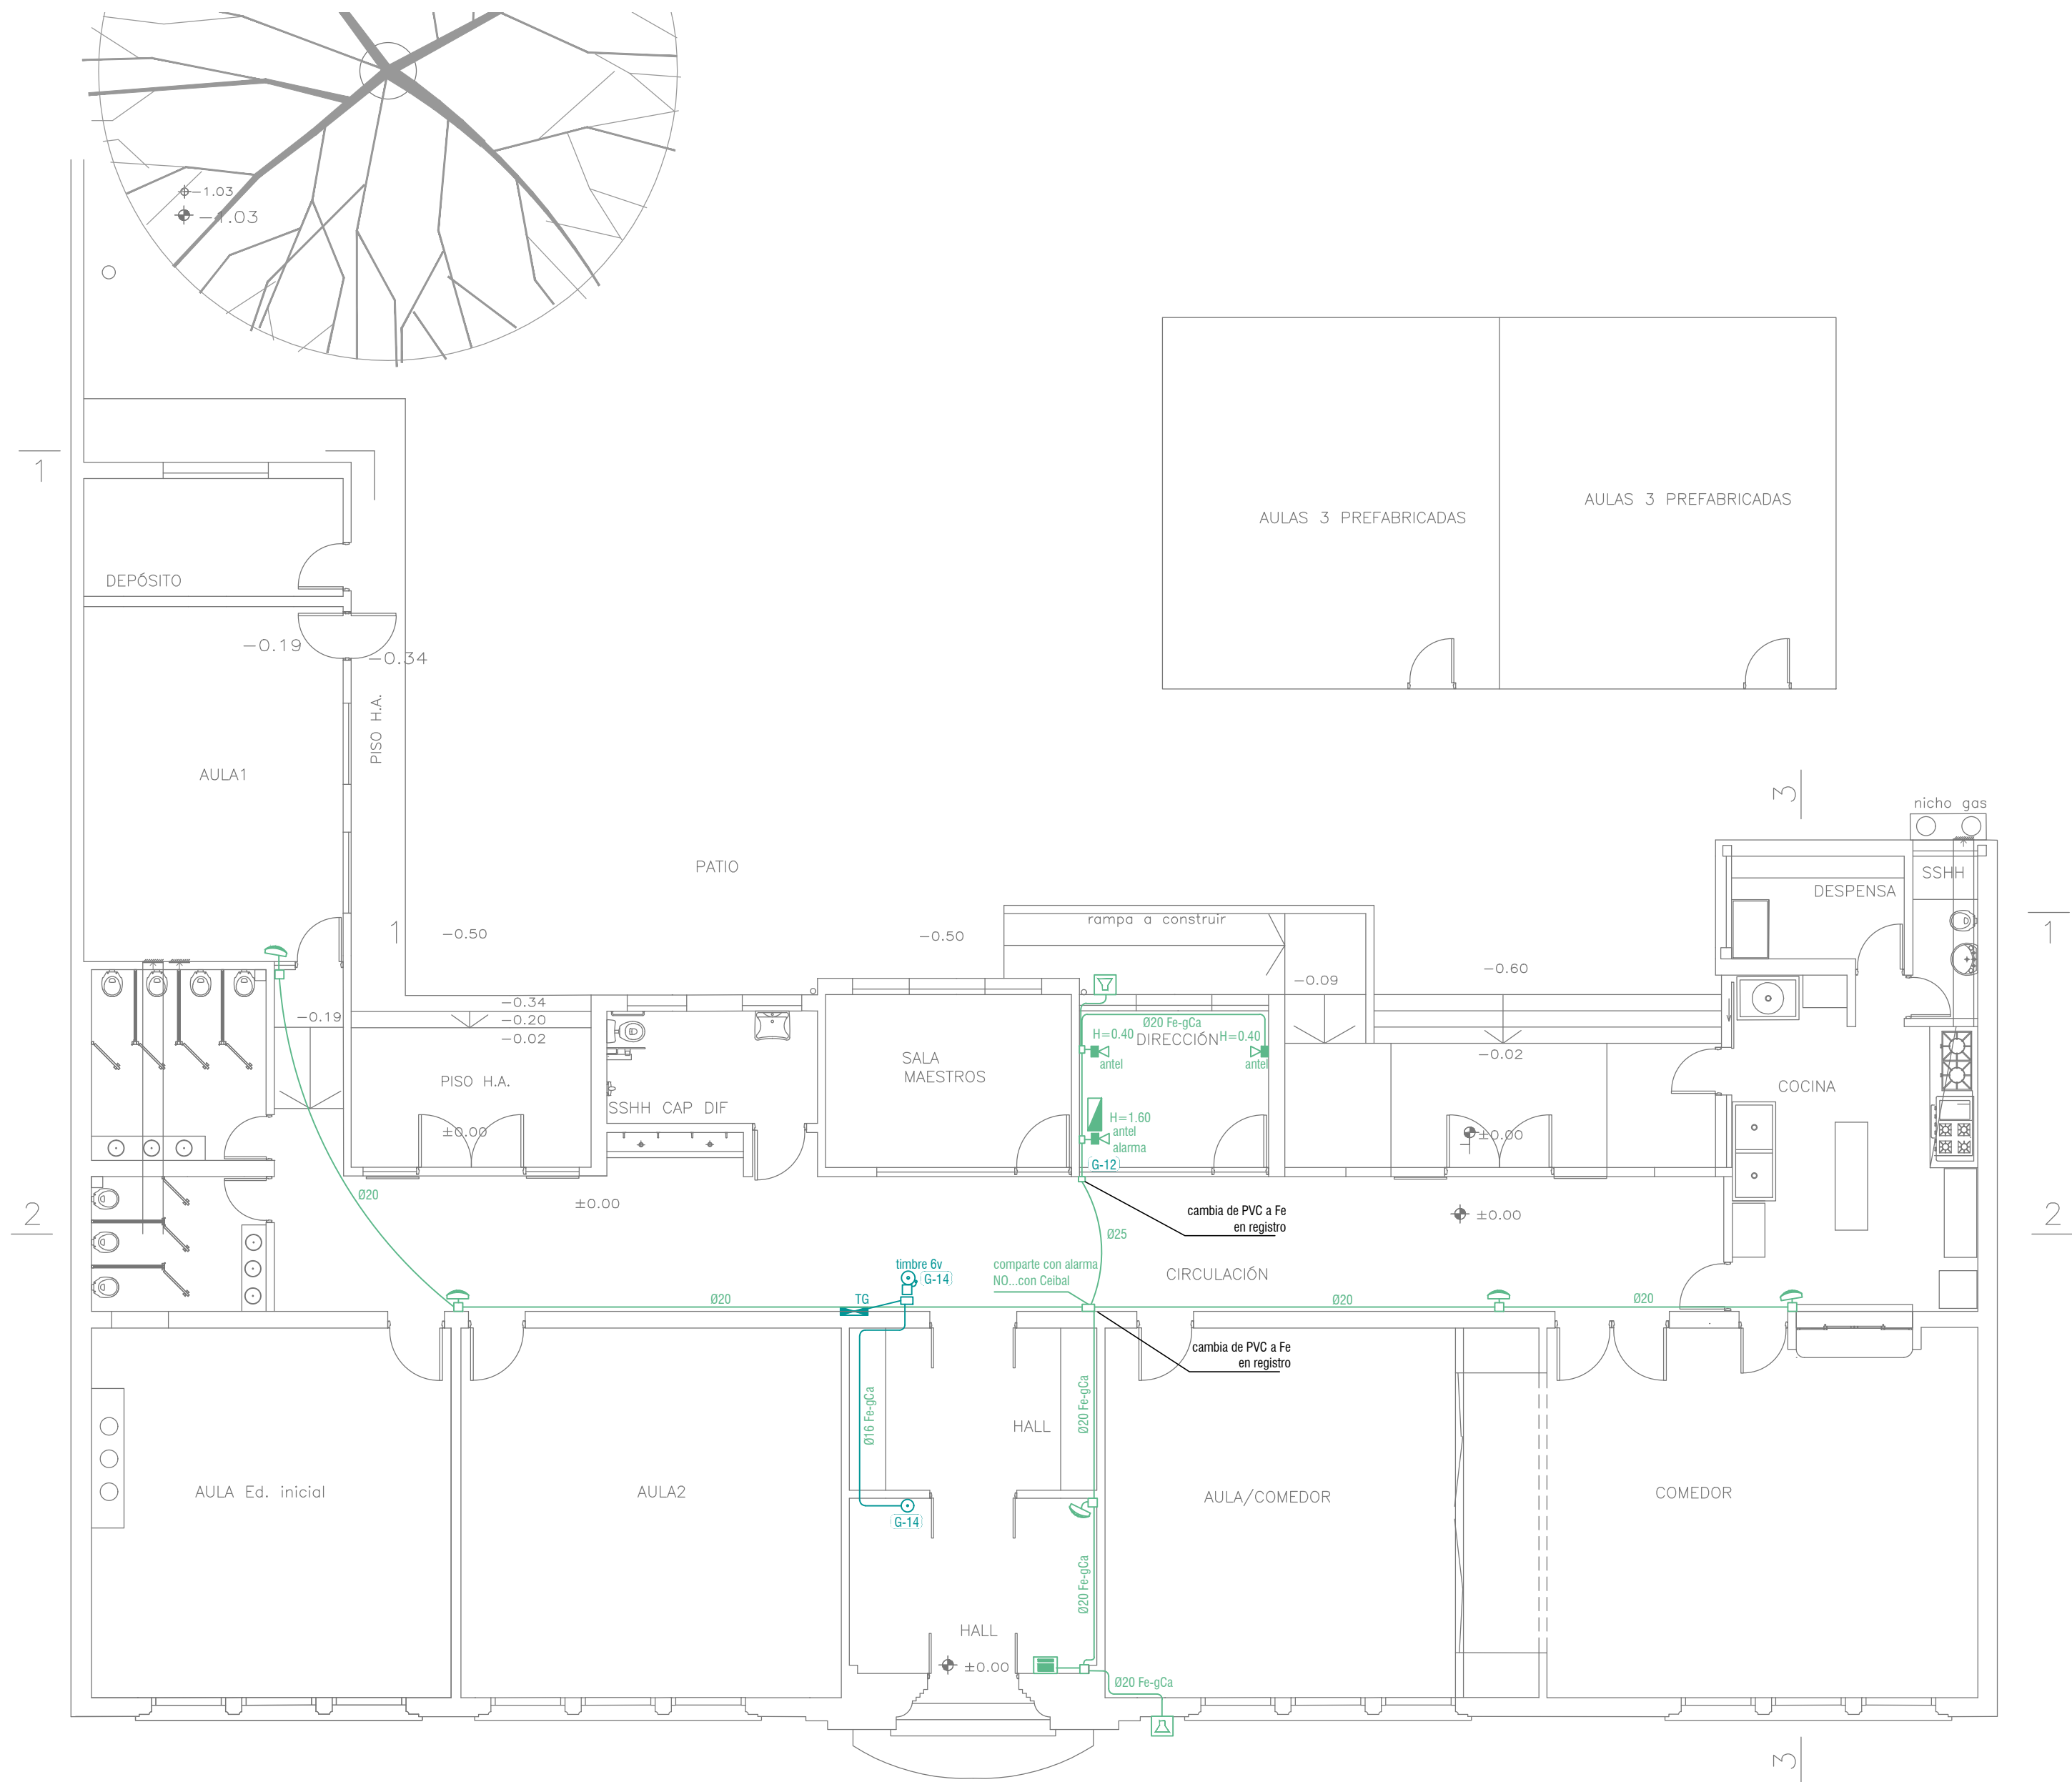 -1.03
-1.03
1
AULAS 3 PREFABRICADAS
AULAS 3 PREFABRICADAS
DEPÓSITO
-0.19
-0.34
PISO H.A.
AULA1
3
nicho gas
PATIO
SSHH
DESPENSA
rampa a construir
1
-0.50
-0.50
1
-0.60
-0.09
-0.34
-0.19
-0.20
-0.02
Ø20 Fe-gCa
H=0.40
DIRECCIÓN
H=0.40
antel
antel
-0.02
SALA
MAESTROS
PISO H.A.
COCINA
SSHH CAP DIF
H=1.60
antel
alarma
±0.00
±0.00
G-12
Ø20
±0.00
cambia de PVC a Fe
en registro
±0.00
2
2
Ø25
timbre 6v
G-14
comparte con alarma
NO...con Ceibal
CIRCULACIÓN
Ø20
TG
Ø20
Ø20
cambia de PVC a Fe
en registro
Ø16 Fe-gCa
Ø20 Fe-gCa
HALL
AULA Ed. inicial
AULA2
AULA/COMEDOR
COMEDOR
G-14
Ø20 Fe-gCa
HALL
±0.00
Ø20 Fe-gCa
3